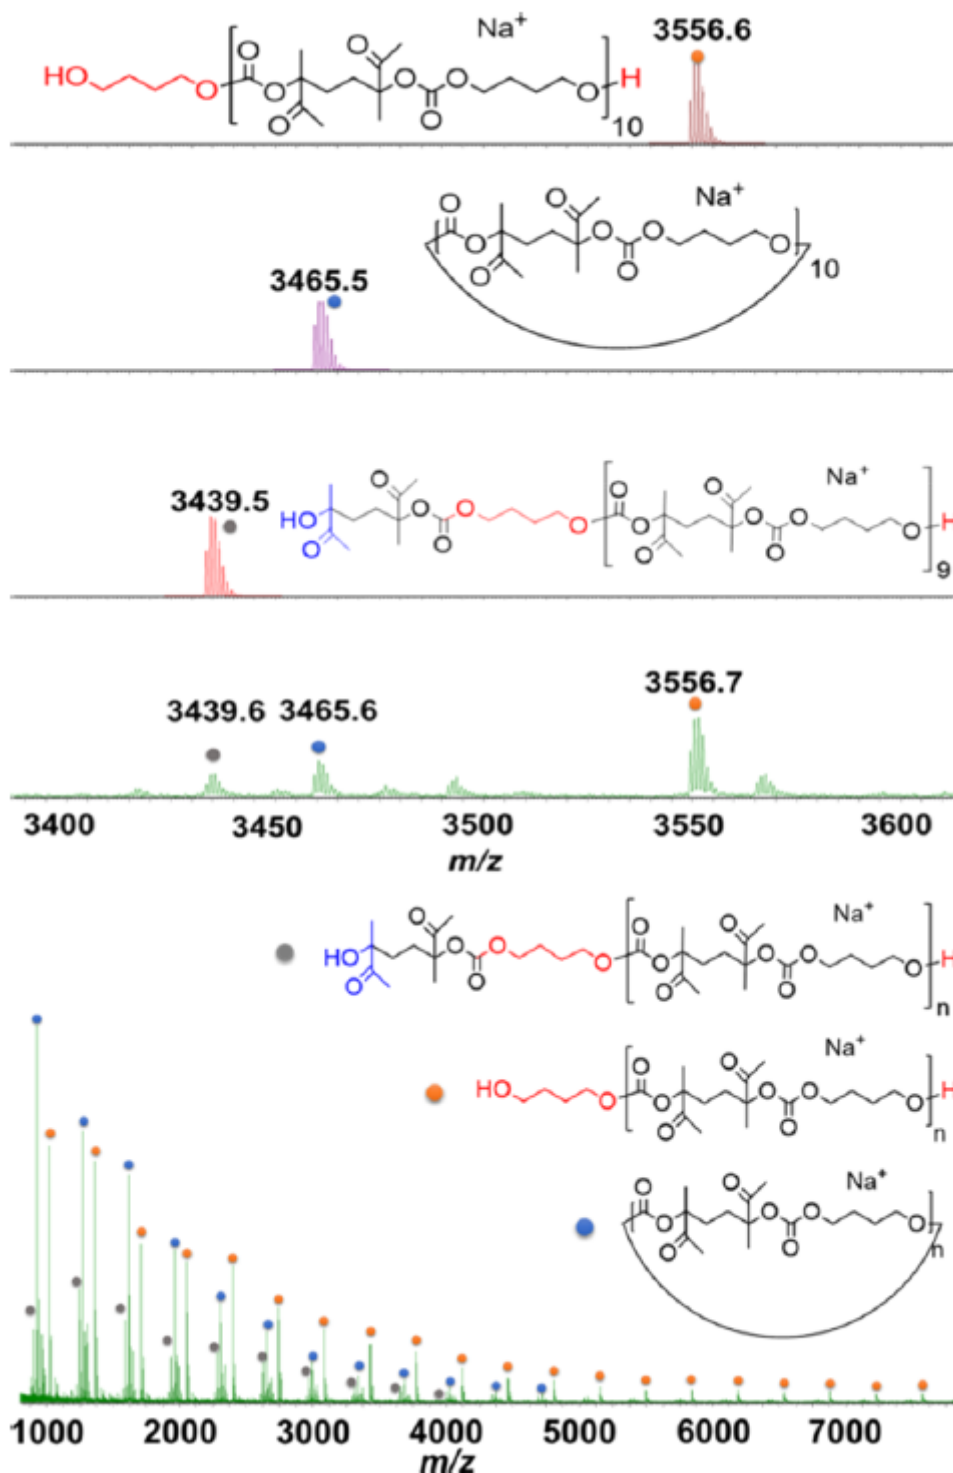 Na+ 3556.6
O O
HO O O O O O O H
O O 10
Na+
O O
O O O O
3465.5 O O 10
Na+
3439.5 O O O
HO O O O O O O O H
O O O O 9
3556.7
3439.6 3465.6
3400 3450 3500 3550 3600
m/z
Na+
O O O
HO O O O O O O O H
O O O O n
Na+
HO O O
O O O O O H
O O n
Na+
O O
O O O O
O O n
1000 2000 3000 4000 5000 6000 7000
m/z